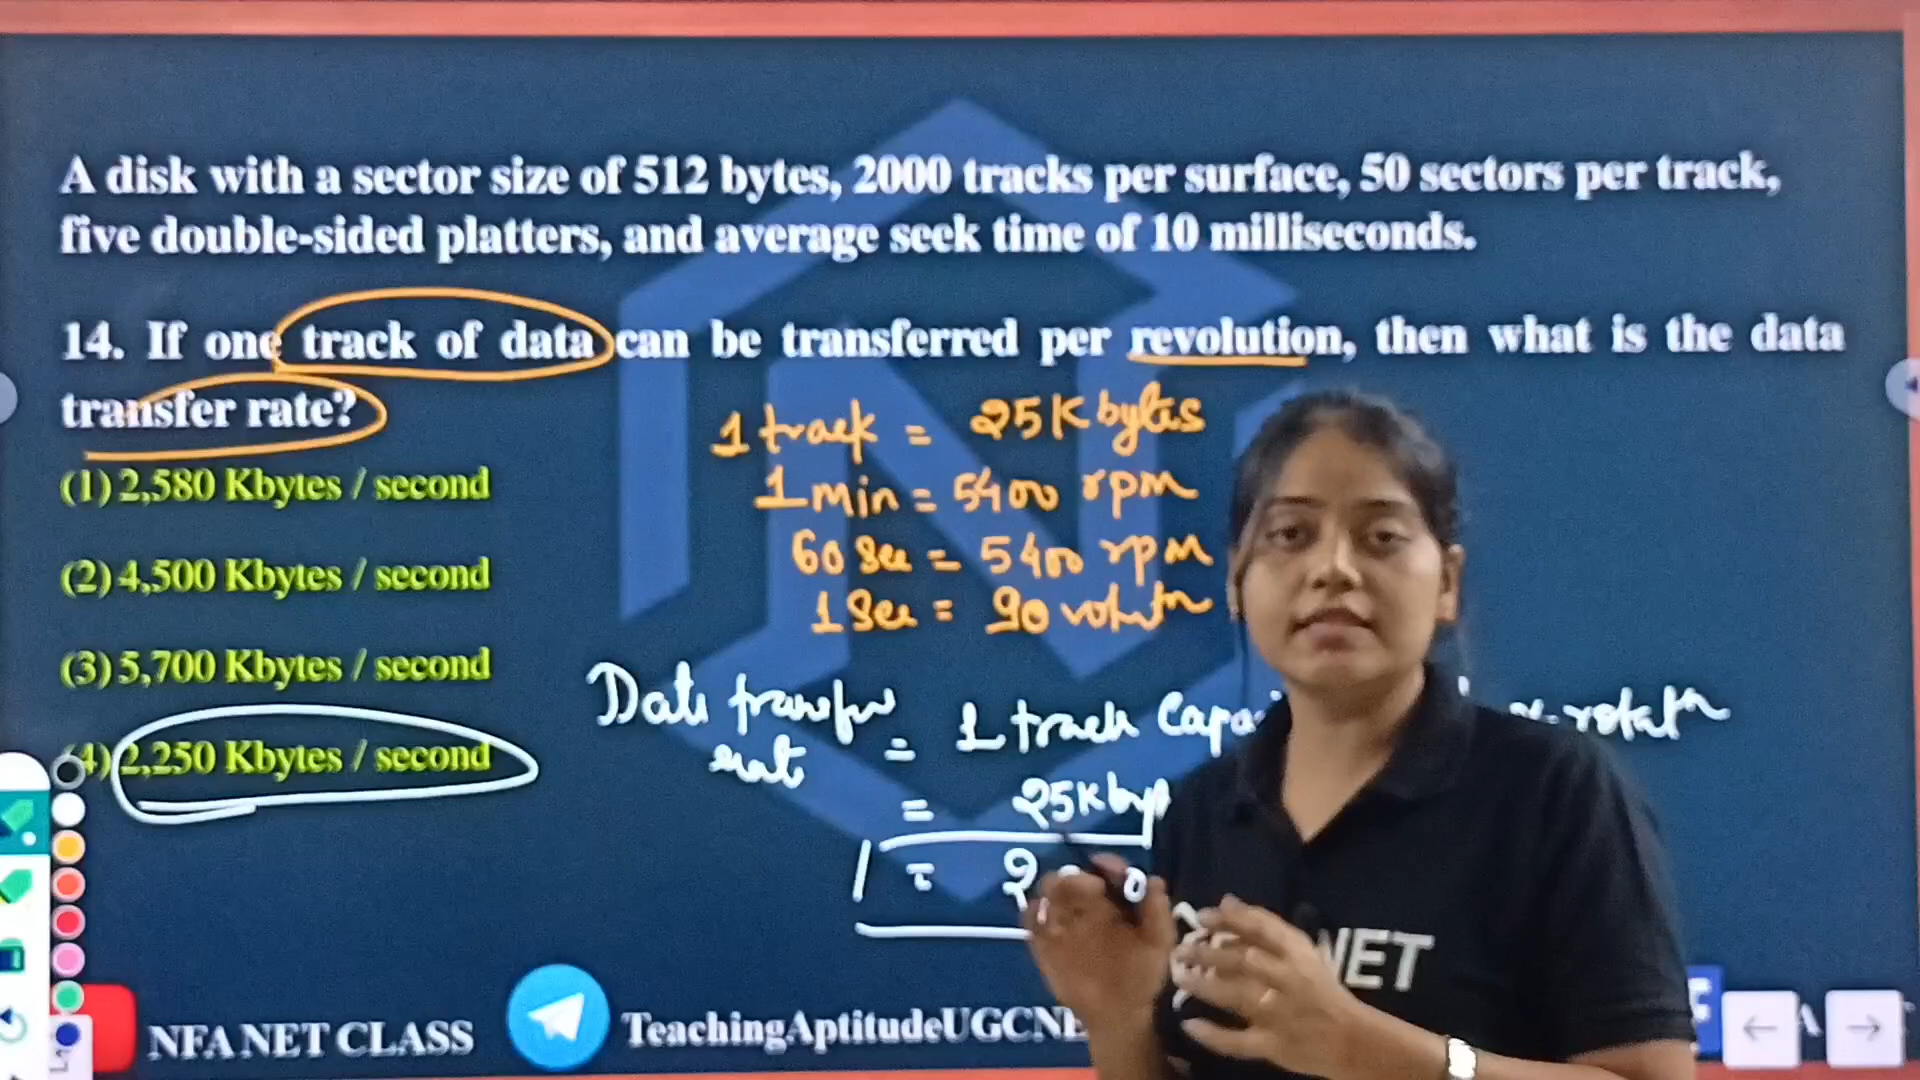 A disk with a sector size of 512 bytes, 2000 tracks per surface, 50 sectors per track,
five double-sided platters, and average seek time of 10 milliseconds.
14. If one track of data can be transferred per revolution, then what is the data
transfer rate?
(1) 2,580 Kbytes / second
(2) 4,500 Kbytes / second
(3) 5,700 Kbytes / second
4) 2,250 Kbytes / second
1 track = 25K bytes
1 min = 5400 rpm
60 Sec = 5400 rpm
1 Sec = 90
Data transfer = 1 track
rate
= 25K
=
NET
NFA NET CLASS
TeachingAptitudeUGCNE